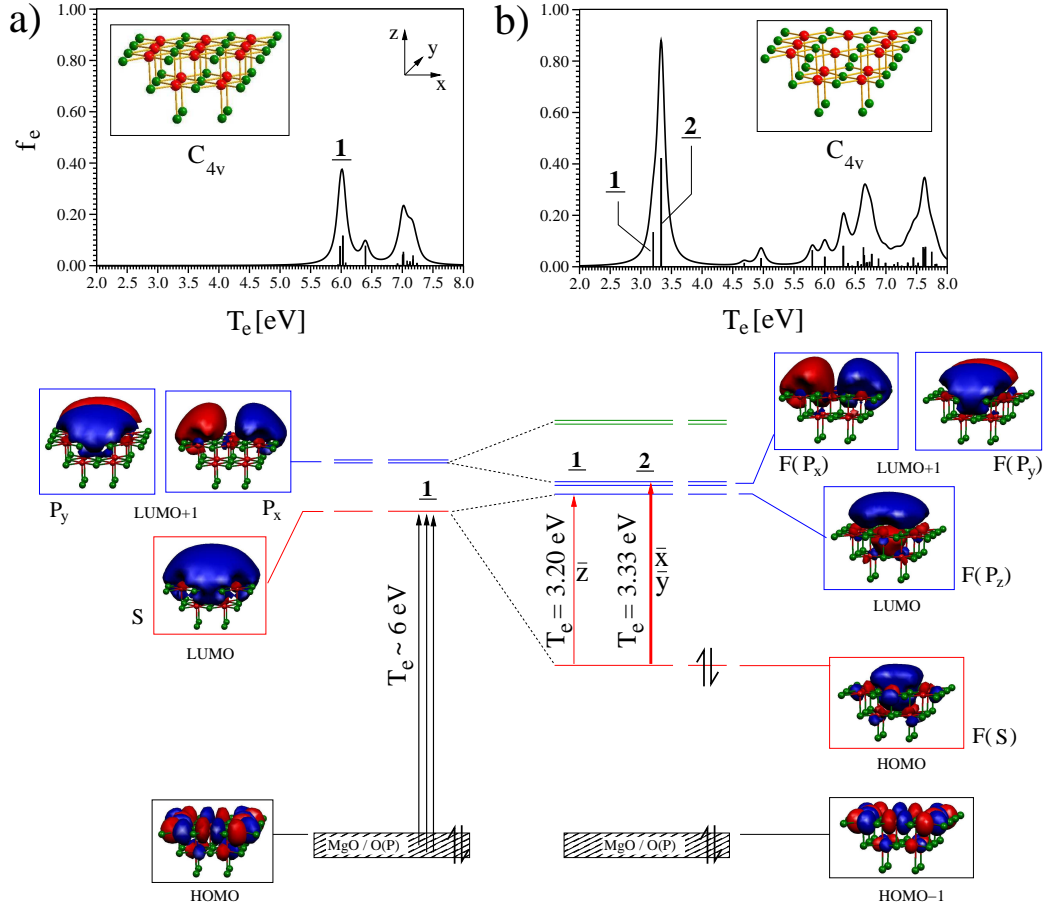 a)
1.00
0.80
0.60
0.40
0.20
0.00
f_e
C_4v
z
y
x
1
2.0 2.5 3.0 3.5 4.0 4.5 5.0 5.5 6.0 6.5 7.0 7.5 8.0
T_e [eV]
b)
1.00
0.80
0.60
0.40
0.20
0.00
1
2
C_4v
2.0 2.5 3.0 3.5 4.0 4.5 5.0 5.5 6.0 6.5 7.0 7.5 8.0
T_e [eV]
P_y
LUMO+1
P_x
S
LUMO
1
T_e ~ 6 eV
HOMO
MgO / O(P)
1
2
T_e = 3.20 eV
z̄
T_e = 3.33 eV
x̄
ȳ
MgO / O(P)
F(P_x)
LUMO+1
F(P_y)
F(P_z)
LUMO
F(S)
HOMO
HOMO−1